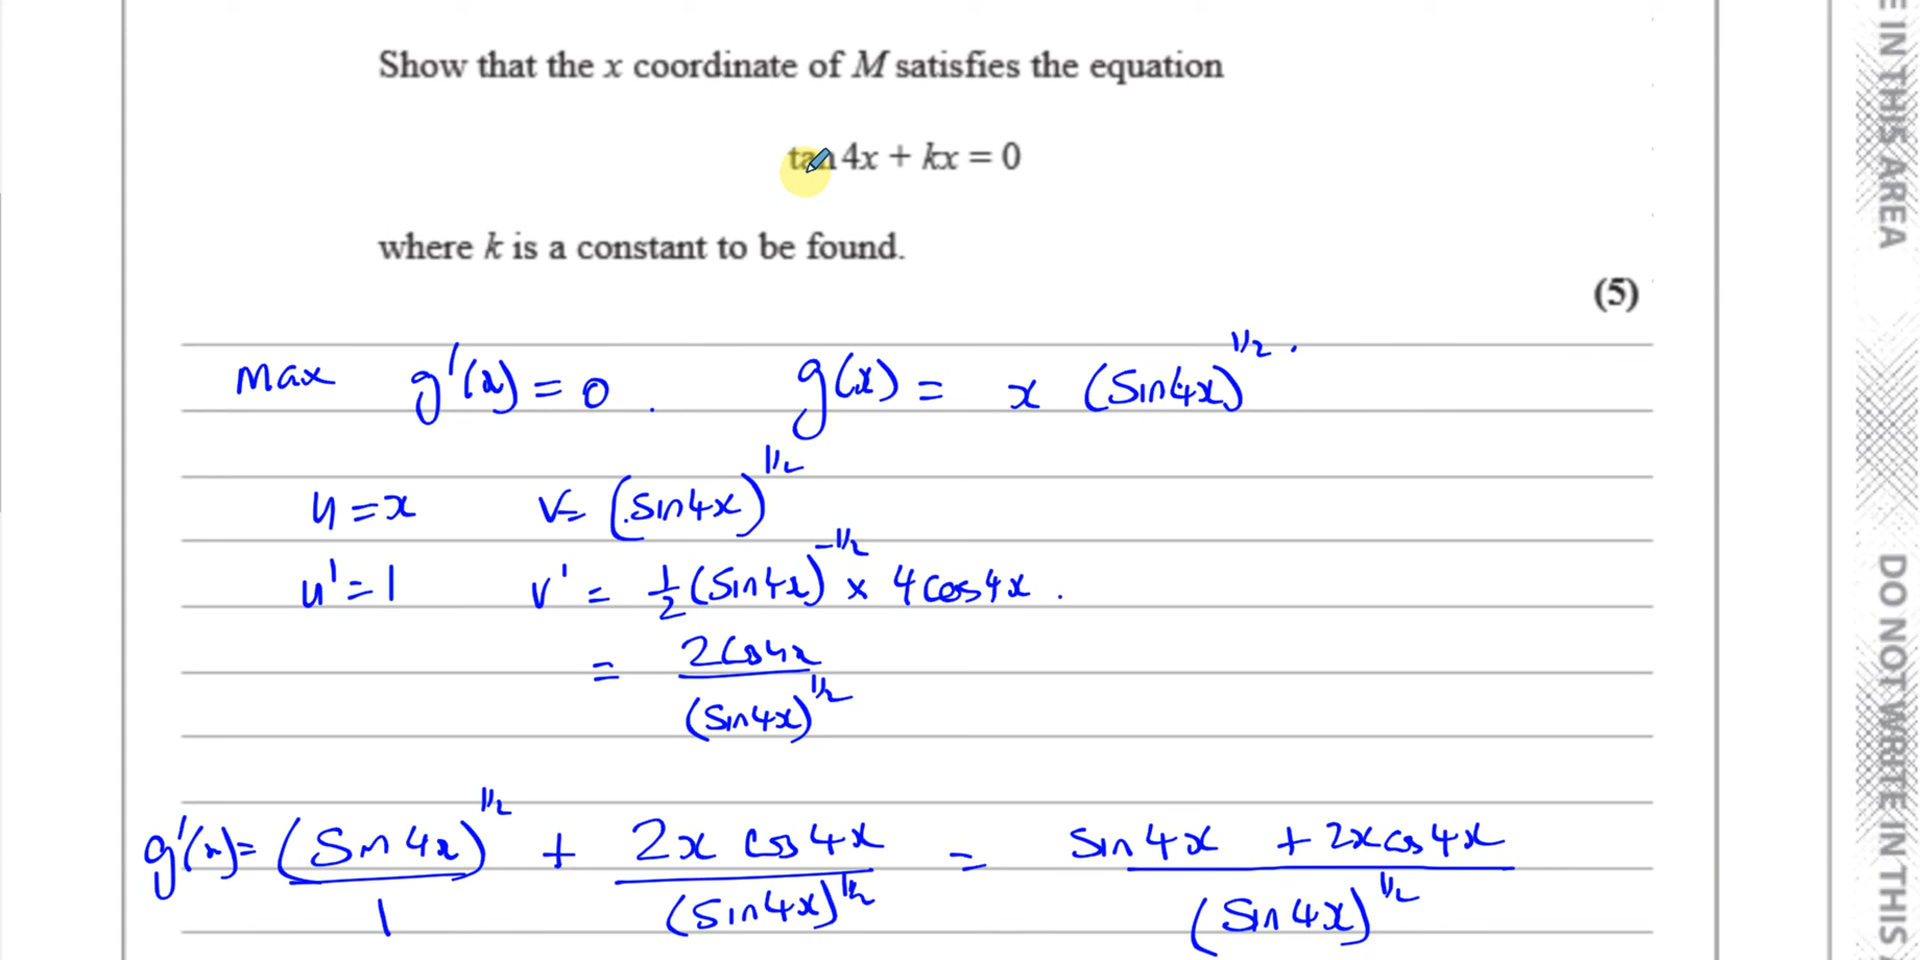 Show that the x coordinate of M satisfies the equation
tan 4x + kx = 0
where k is a constant to be found.
(5)
max g'(x) = 0 . g(x) = x (Sin4x)^1/2 .
u = x v= (sin4x)^1/2
u' = 1 v' = 1/2 (Sin4x)^-1/2 × 4cos4x .
= 2cos4x / (sin4x)^1/2
g'(x)= (Sin4x)^1/2 / 1 + 2x cos4x / (sin4x)^1/2 = sin4x + 2xcos4x / (Sin4x)^1/2
E IN THIS AREA
DO NOT WRITE IN THIS